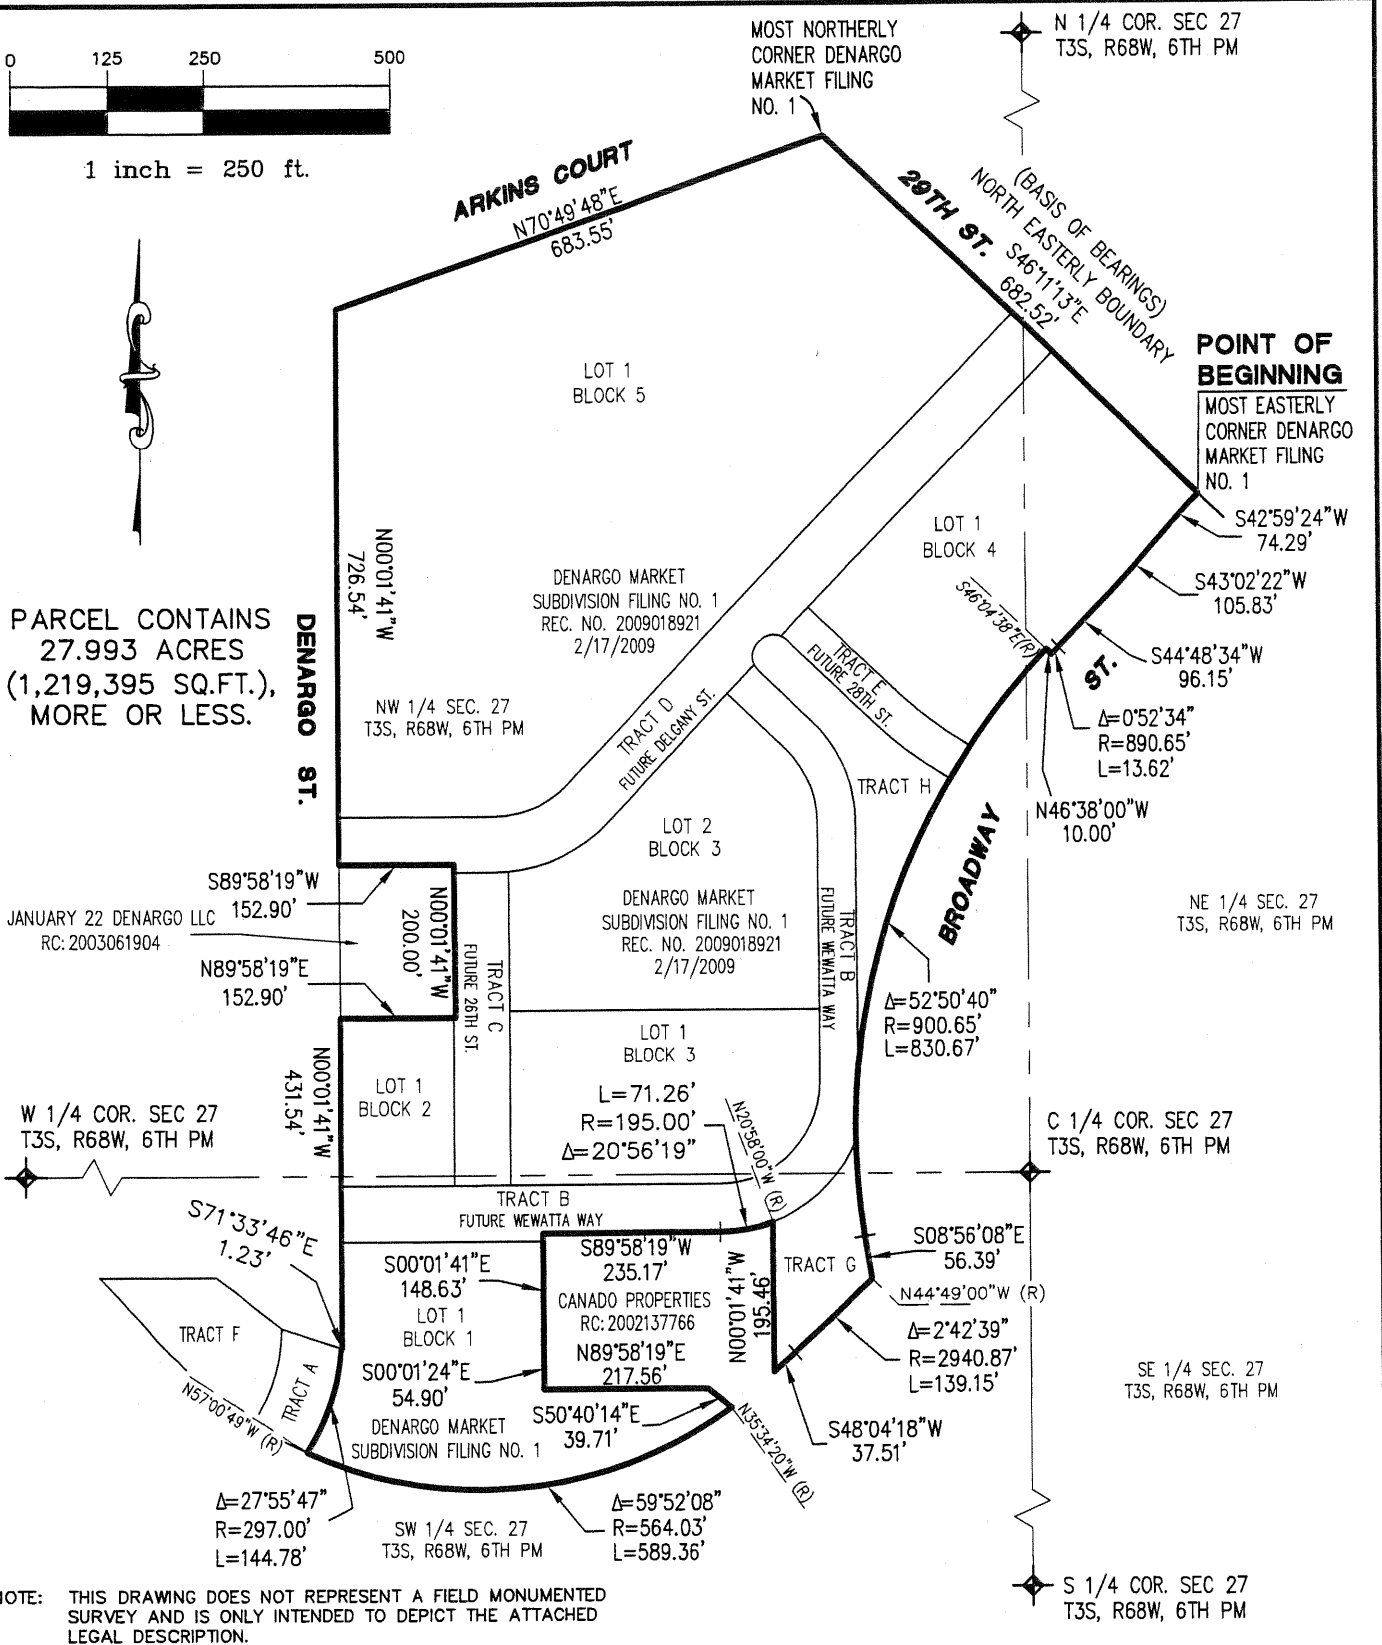 0 125 250 500
1 inch = 250 ft.
MOST NORTHERLY
CORNER DENARGO
MARKET FILING
NO. 1
N 1/4 COR. SEC 27
T3S, R68W, 6TH PM
ARKINS COURT
N70°49'48"E
683.55'
29TH ST.
(BASIS OF BEARINGS)
NORTH EASTERLY BOUNDARY
S46°11'13"E
682.52'
POINT OF
BEGINNING
MOST EASTERLY
CORNER DENARGO
MARKET FILING
NO. 1
S42°59'24"W
74.29'
S43°02'22"W
105.83'
S44°48'34"W
96.15'
ST.
Δ=0°52'34"
R=890.65'
L=13.62'
N46°38'00"W
10.00'
S46°04'38"E(R)
LOT 1
BLOCK 5
LOT 1
BLOCK 4
N00°01'41"W
726.54'
DENARGO MARKET
SUBDIVISION FILING NO. 1
REC. NO. 2009018921
2/17/2009
PARCEL CONTAINS
27.993 ACRES
(1,219,395 SQ.FT.),
MORE OR LESS.
DENARGO ST.
NW 1/4 SEC. 27
T3S, R68W, 6TH PM
TRACT D
FUTURE DELGANY ST.
TRACT E
FUTURE 28TH ST.
TRACT H
BROADWAY
LOT 2
BLOCK 3
DENARGO MARKET
SUBDIVISION FILING NO. 1
REC. NO. 2009018921
2/17/2009
S89°58'19"W
152.90'
JANUARY 22 DENARGO LLC
RC: 2003061904
N89°58'19"E
152.90'
N00°01'41"W
200.00'
FUTURE 26TH ST.
TRACT C
TRACT B
FUTURE WEWATTA WAY
NE 1/4 SEC. 27
T3S, R68W, 6TH PM
Δ=52°50'40"
R=900.65'
L=830.67'
LOT 1
BLOCK 3
L=71.26'
R=195.00'
Δ=20°56'19"
N20°58'00"W (R)
N00°01'41"W
431.54'
LOT 1
BLOCK 2
W 1/4 COR. SEC 27
T3S, R68W, 6TH PM
C 1/4 COR. SEC 27
T3S, R68W, 6TH PM
TRACT B
FUTURE WEWATTA WAY
S71°33'46"E
1.23'
S00°01'41"E
148.63'
LOT 1
BLOCK 1
S00°01'24"E
54.90'
S89°58'19"W
235.17'
CANADO PROPERTIES
RC: 2002137766
N89°58'19"E
217.56'
N00°01'41"W
195.46'
TRACT G
S08°56'08"E
56.39'
N44°49'00"W (R)
Δ=2°42'39"
R=2940.87'
L=139.15'
S48°04'18"W
37.51'
TRACT F
TRACT A
N57°00'49"W (R)
DENARGO MARKET
SUBDIVISION FILING NO. 1
S50°40'14"E
39.71'
N35°34'20"W (R)
SE 1/4 SEC. 27
T3S, R68W, 6TH PM
Δ=27°55'47"
R=297.00'
L=144.78'
SW 1/4 SEC. 27
T3S, R68W, 6TH PM
Δ=59°52'08"
R=564.03'
L=589.36'
S 1/4 COR. SEC 27
T3S, R68W, 6TH PM
OTE: THIS DRAWING DOES NOT REPRESENT A FIELD MONUMENTED
SURVEY AND IS ONLY INTENDED TO DEPICT THE ATTACHED
LEGAL DESCRIPTION.